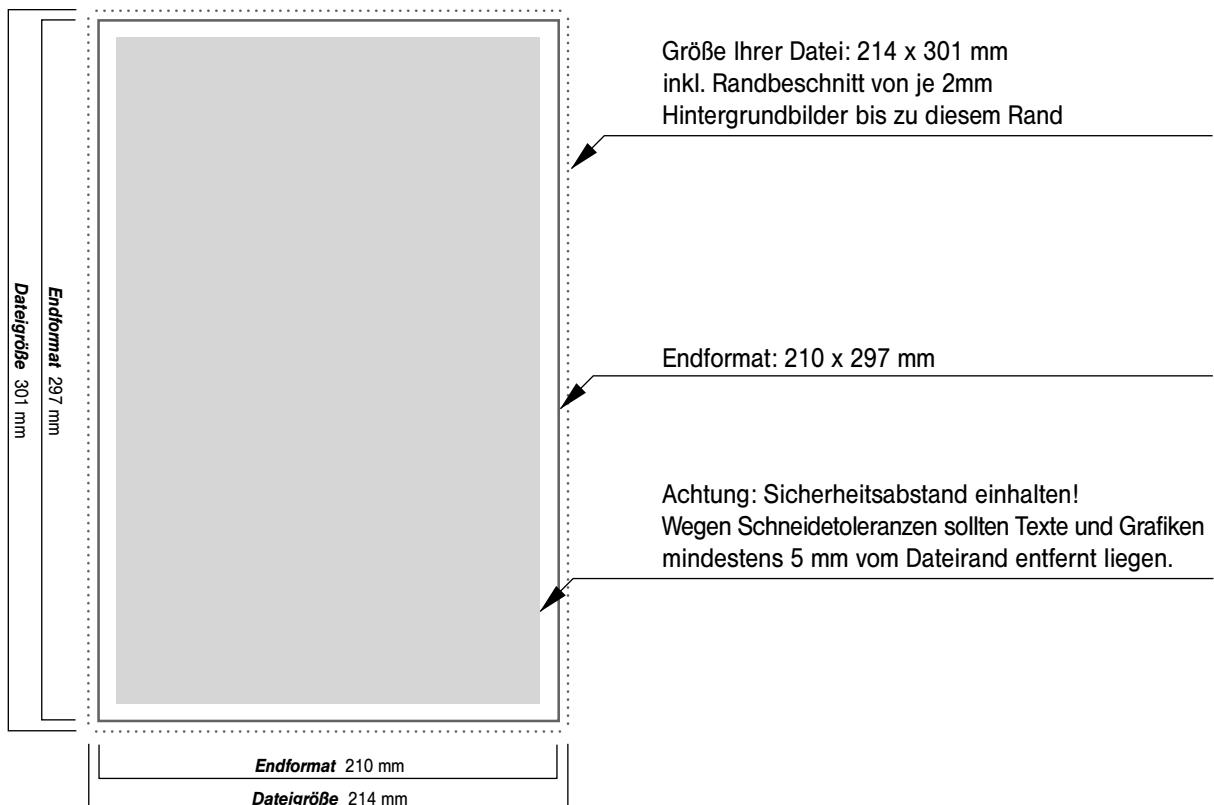 Größe Ihrer Datei: 214 x 301 mm
inkl. Randbeschnitt von je 2mm
Hintergrundbilder bis zu diesem Rand
Dateigröße 301 mm
Endformat 297 mm
Endformat: 210 x 297 mm
Achtung: Sicherheitsabstand einhalten!
Wegen Schneidetoleranzen sollten Texte und Grafiken
mindestens 5 mm vom Dateirand entfernt liegen.
Endformat 210 mm
Dateigröße 214 mm